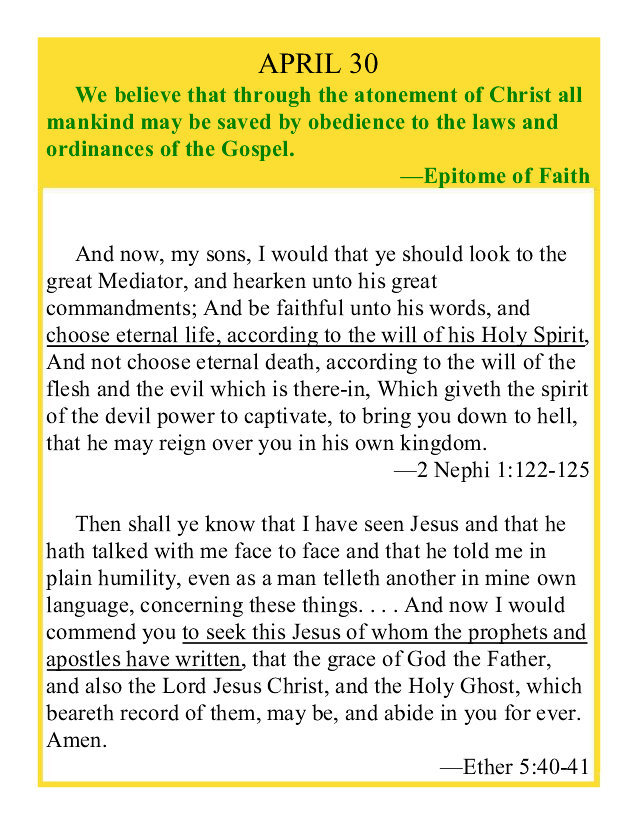 APRIL 30
We believe that through the atonement of Christ all
mankind may be saved by obedience to the laws and
ordinances of the Gospel.
—Epitome of Faith
And now, my sons, I would that ye should look to the
great Mediator, and hearken unto his great
commandments; And be faithful unto his words, and
choose eternal life, according to the will of his Holy Spirit,
And not choose eternal death, according to the will of the
flesh and the evil which is there-in, Which giveth the spirit
of the devil power to captivate, to bring you down to hell,
that he may reign over you in his own kingdom.
—2 Nephi 1:122-125
Then shall ye know that I have seen Jesus and that he
hath talked with me face to face and that he told me in
plain humility, even as a man telleth another in mine own
language, concerning these things. . . . And now I would
commend you to seek this Jesus of whom the prophets and
apostles have written, that the grace of God the Father,
and also the Lord Jesus Christ, and the Holy Ghost, which
beareth record of them, may be, and abide in you for ever.
Amen.
—Ether 5:40-41